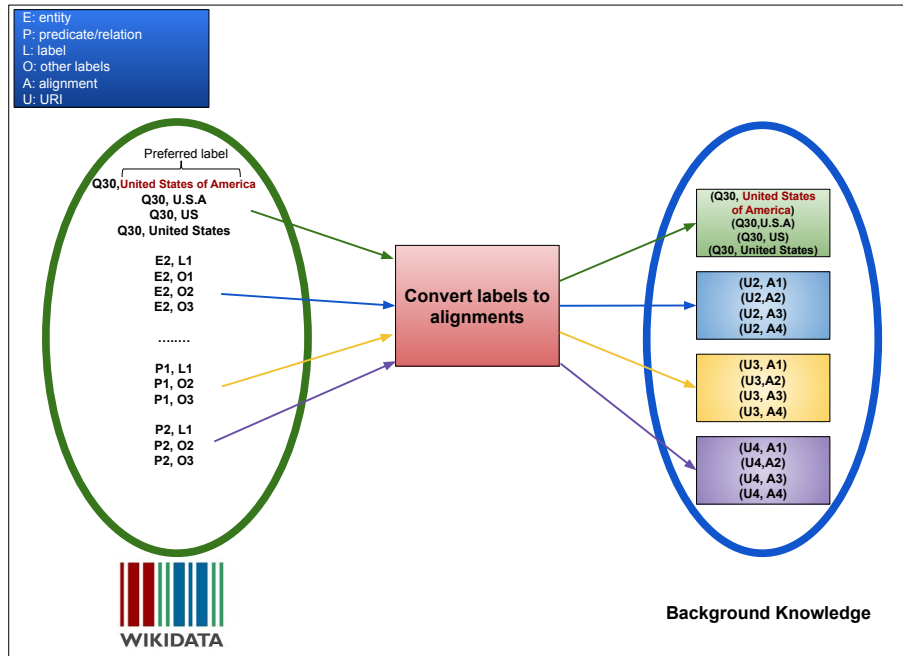 E: entity
P: predicate/relation
L: label
O: other labels
A: alignment
U: URI
Preferred label
Q30,United States of America
Q30, U.S.A
Q30, US
Q30, United States
E2, L1
E2, O1
E2, O2
E2, O3
........
P1, L1
P1, O2
P1, O3
P2, L1
P2, O2
P2, O3
WIKIDATA
Convert labels to
alignments
(Q30, United States
of America)
(Q30,U.S.A)
(Q30, US)
(Q30, United States)
(U2, A1)
(U2,A2)
(U2, A3)
(U2, A4)
(U3, A1)
(U3,A2)
(U3, A3)
(U3, A4)
(U4, A1)
(U4,A2)
(U4, A3)
(U4, A4)
Background Knowledge